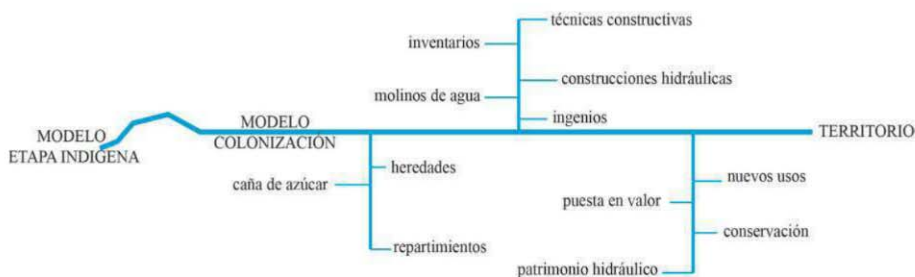 técnicas constructivas
inventarios
construcciones hidráulicas
molinos de agua
ingenios
MODELO
ETAPA INDIGENA
MODELO
COLONIZACIÓN
TERRITORIO
heredades
caña de azúcar
repartimientos
nuevos usos
puesta en valor
conservación
patrimonio hidráulico